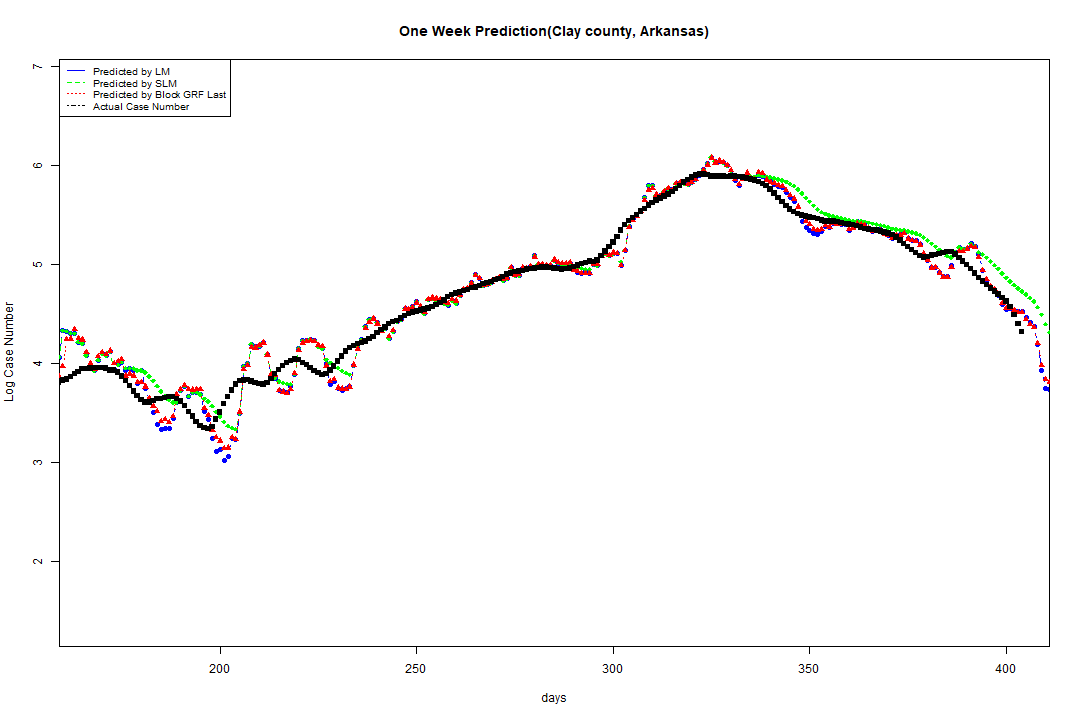 One Week Prediction(Clay county, Arkansas)
Predicted by LM
Predicted by SLM
Predicted by Block GRF Last
Actual Case Number
7
6
5
4
3
2
Log Case Number
200 250 300 350 400
days